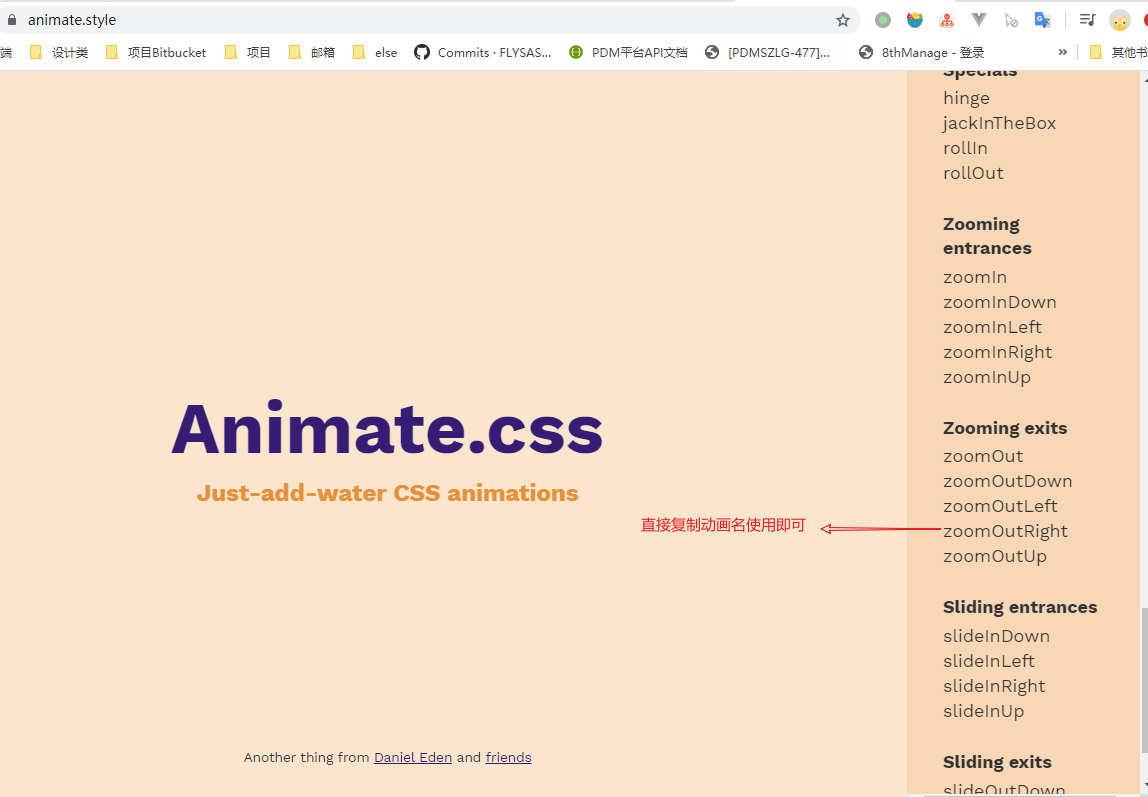 animate.style
端 设计类 项目Bitbucket 项目 邮箱 else Commits · FLYSAS... PDM平台API文档 [PDMSZLG-477]... 8thManage - 登录 » 其他书
Specials
hinge
jackInTheBox
rollIn
rollOut
Zooming
entrances
zoomIn
zoomInDown
zoomInLeft
zoomInRight
zoomInUp
Zooming exits
zoomOut
zoomOutDown
zoomOutLeft
zoomOutRight
zoomOutUp
Sliding entrances
slideInDown
slideInLeft
slideInRight
slideInUp
Sliding exits
slideOutDown
Animate.css
Just-add-water CSS animations
直接复制动画名使用即可
Another thing from Daniel Eden and friends